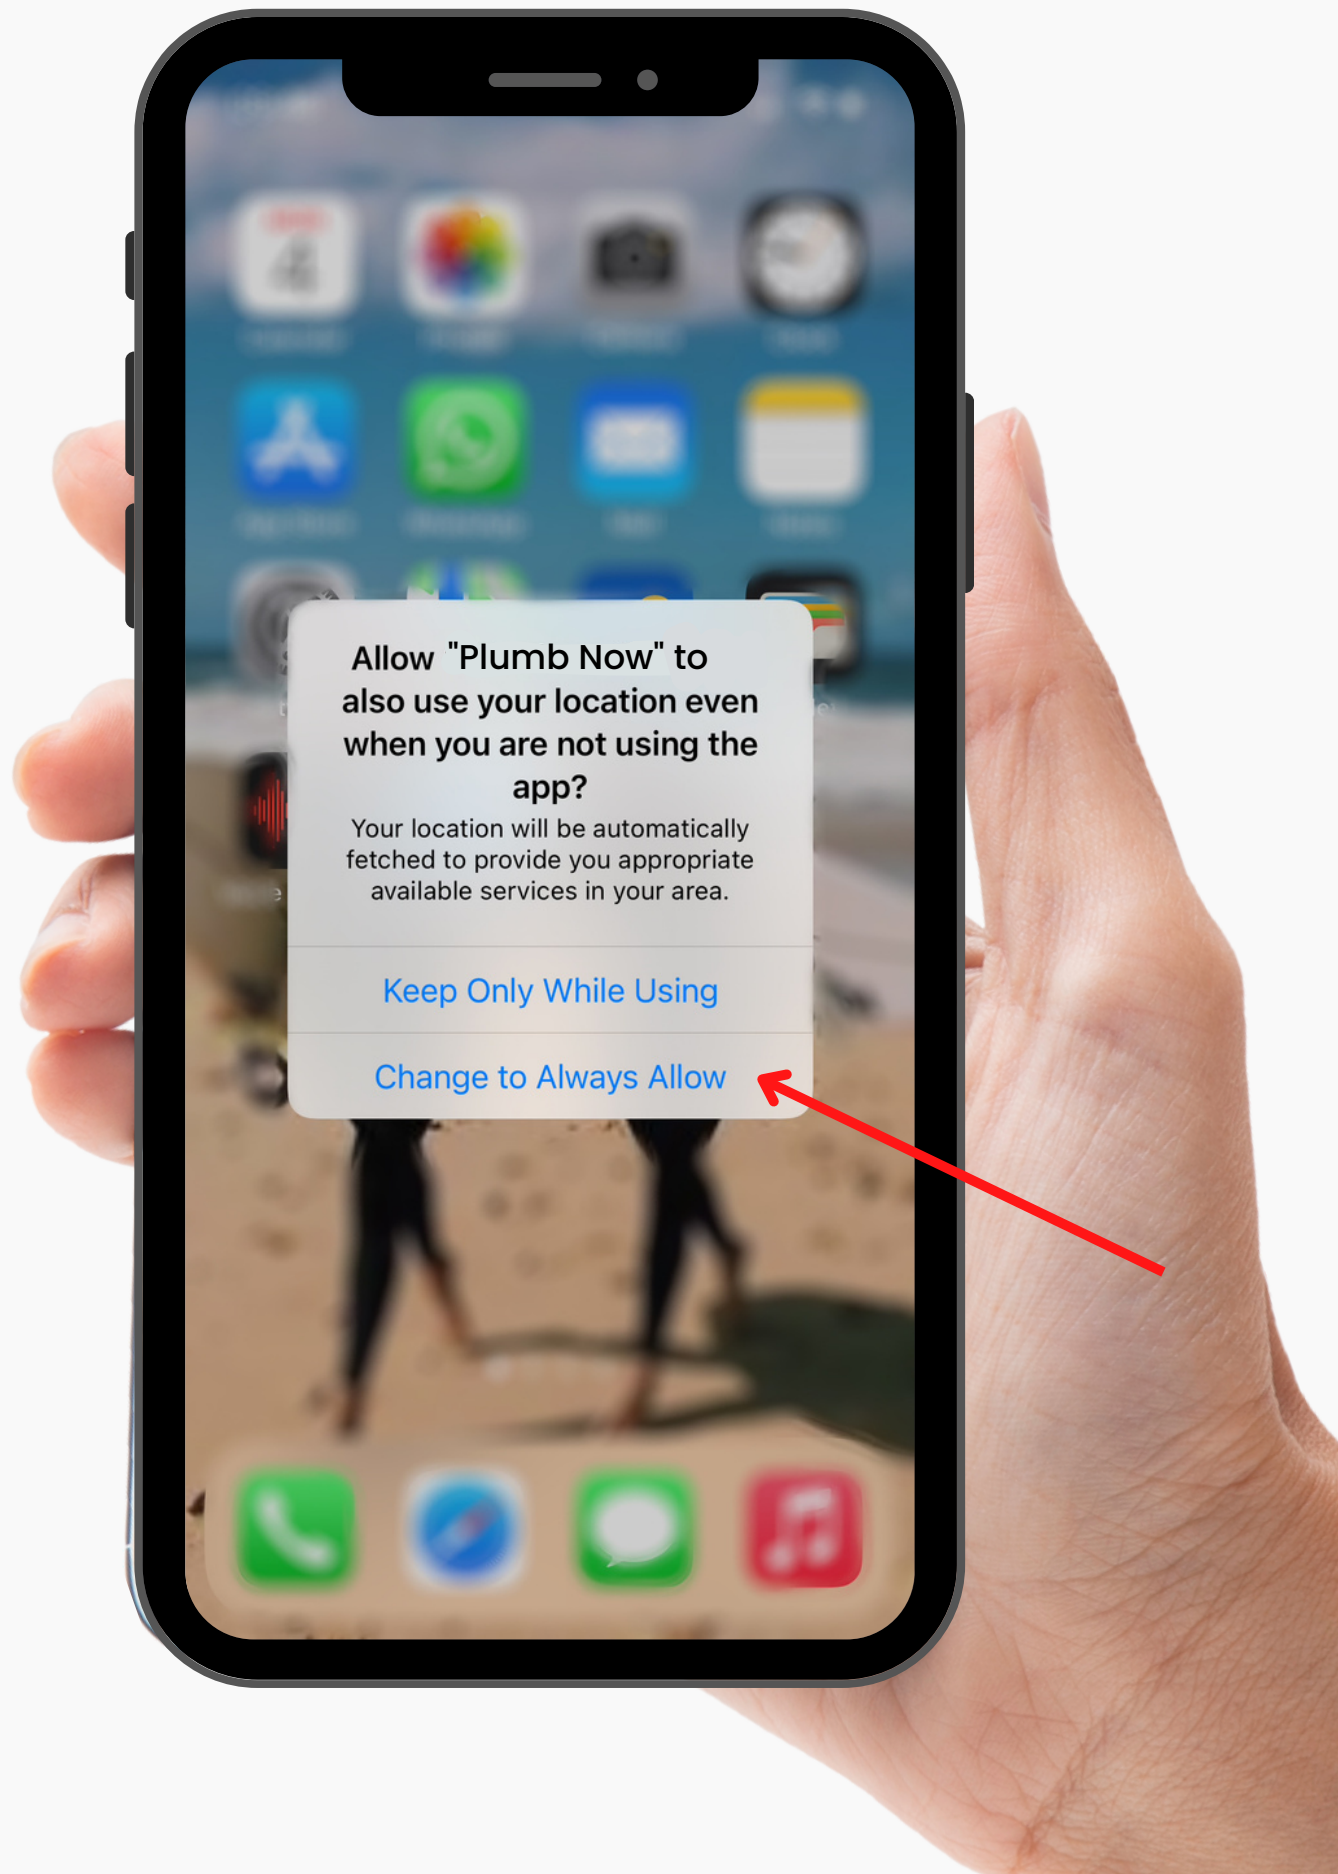 Allow "Plumb Now" to
also use your location even
when you are not using the
app?
Your location will be automatically
fetched to provide you appropriate
available services in your area.
Keep Only While Using
Change to Always Allow